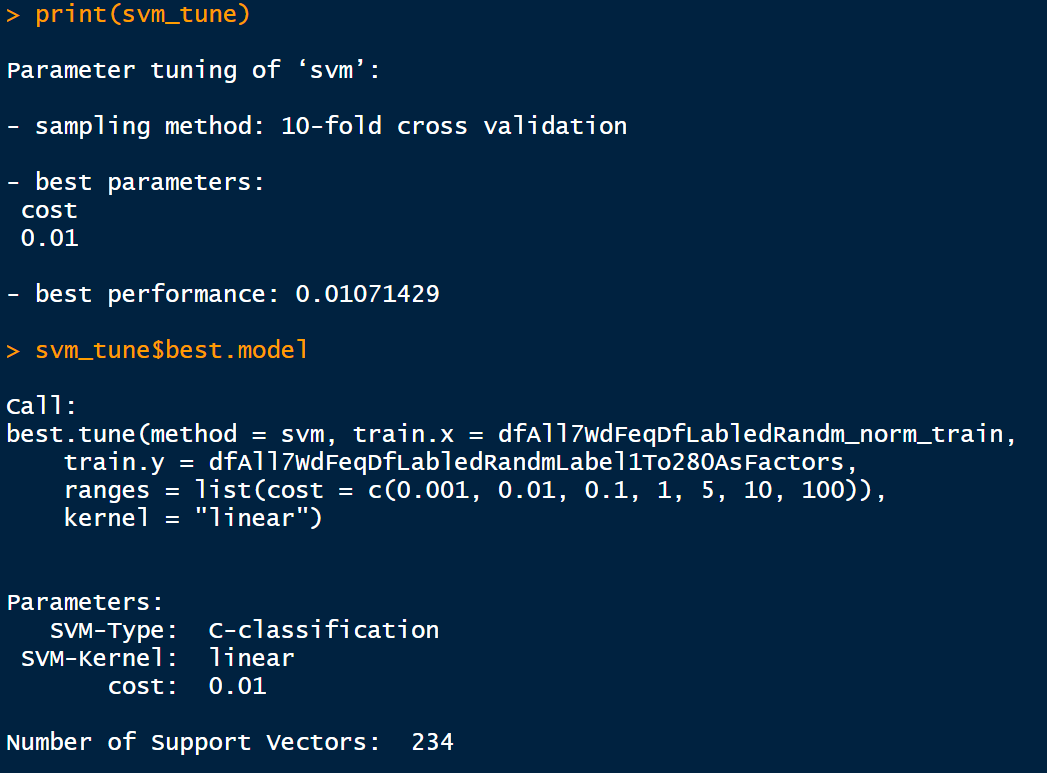 > print(svm_tune)
Parameter tuning of ‘svm’:
- sampling method: 10-fold cross validation
- best parameters:
cost
0.01
- best performance: 0.01071429
> svm_tune$best.model
Call:
best.tune(method = svm, train.x = dfAll7WdFeqDfLabledRandm_norm_train,
train.y = dfAll7WdFeqDfLabledRandmLabel1To280AsFactors,
ranges = list(cost = c(0.001, 0.01, 0.1, 1, 5, 10, 100)),
kernel = "linear")
Parameters:
SVM-Type: C-classification
SVM-Kernel: linear
cost: 0.01
Number of Support Vectors: 234